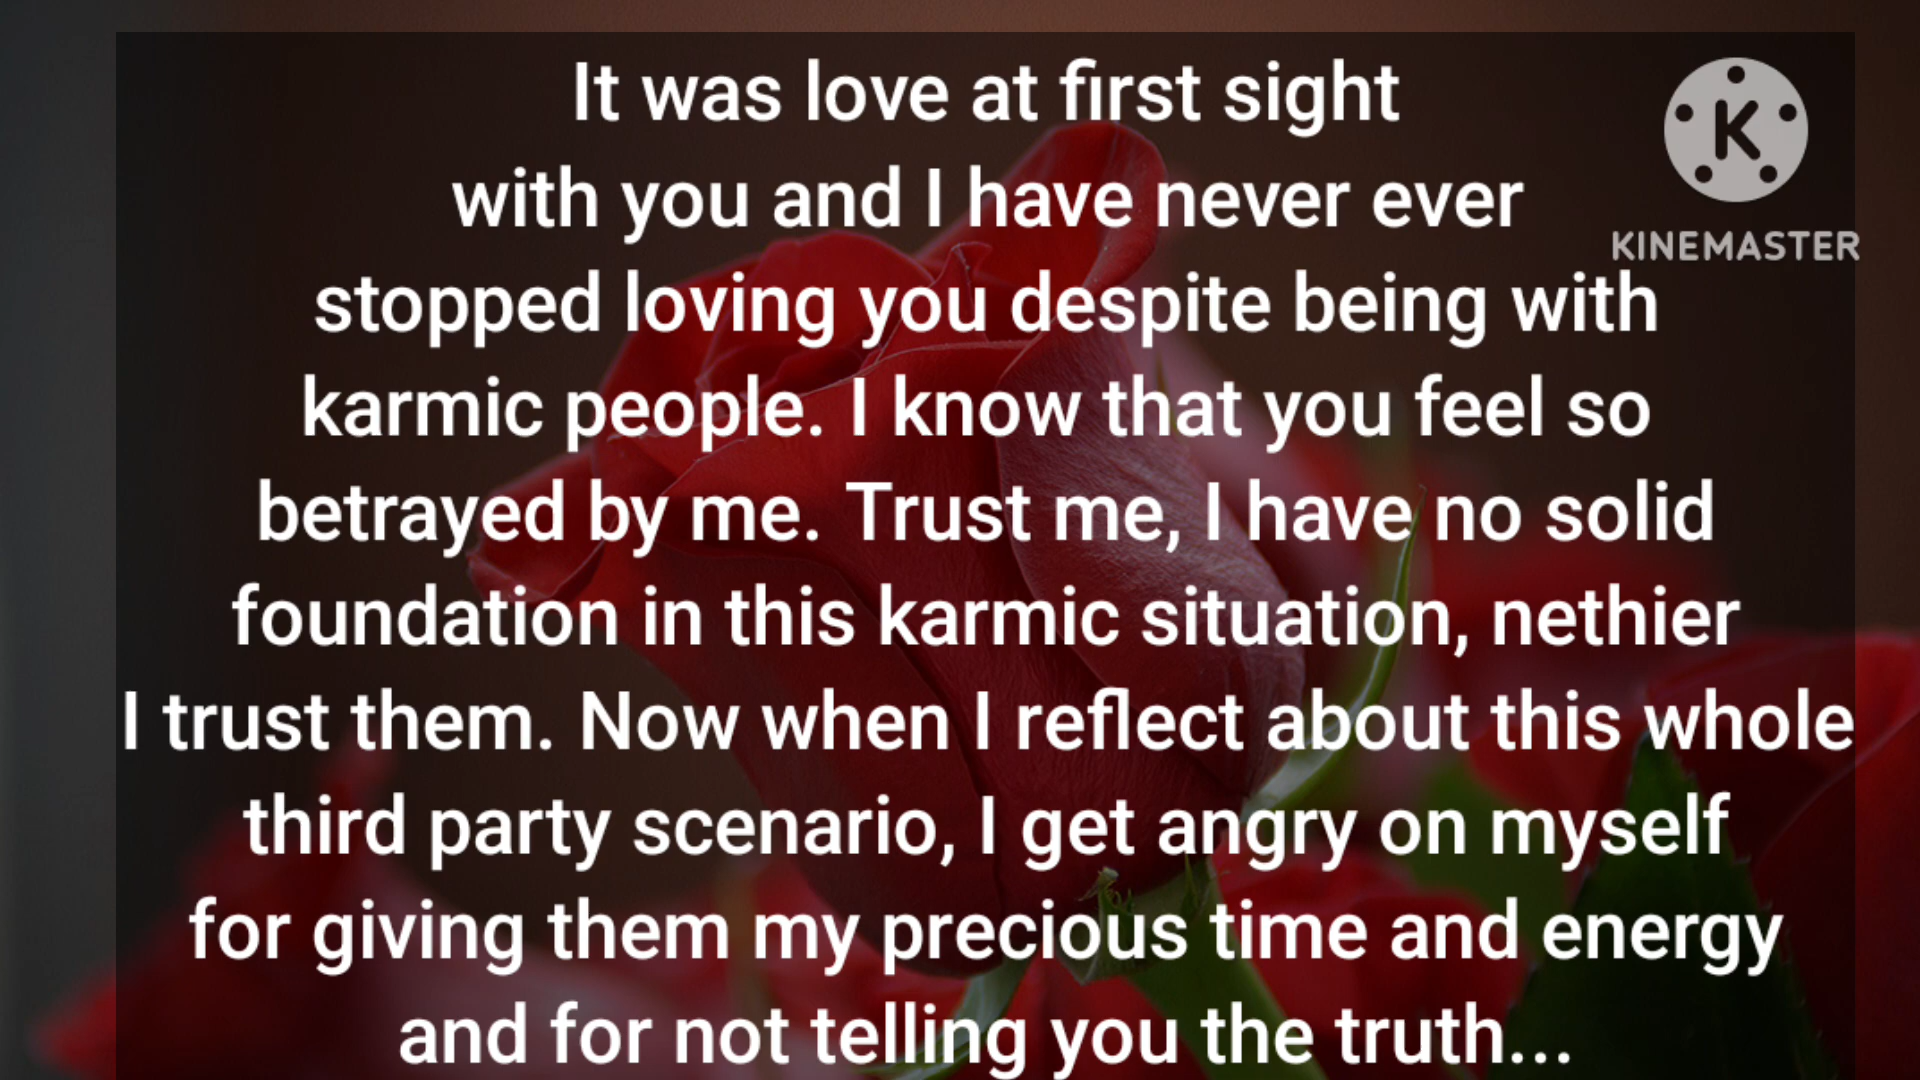 It was love at first sight
with you and I have never ever
stopped loving you despite being with
karmic people. I know that you feel so
betrayed by me. Trust me, I have no solid
foundation in this karmic situation, nethier
I trust them. Now when I reflect about this whole
third party scenario, I get angry on myself
for giving them my precious time and energy
and for not telling you the truth...
K
KINEMASTER